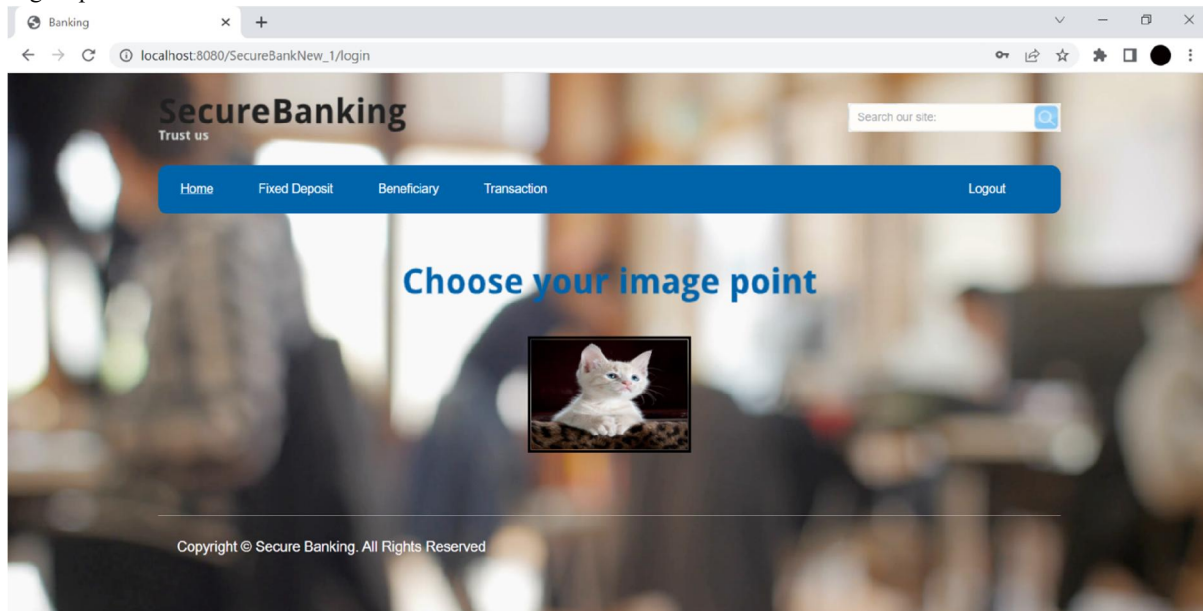 Banking
localhost:8080/SecureBankNew_1/login
SecureBanking
Trust us
Search our site:
Home Fixed Deposit Beneficiary Transaction Logout
Choose your image point
Copyright © Secure Banking. All Rights Reserved